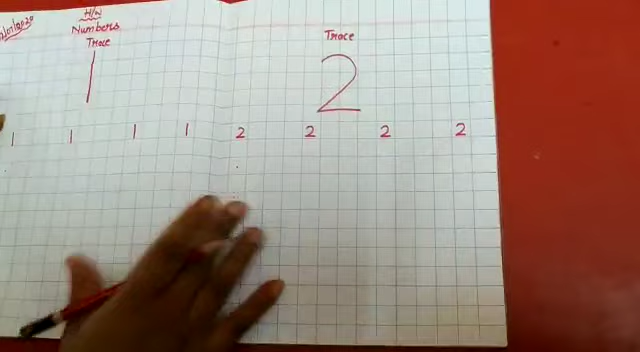 H/W
Numbers
Trace
1
1 1 1 1
Trace
2
2 2 2 2